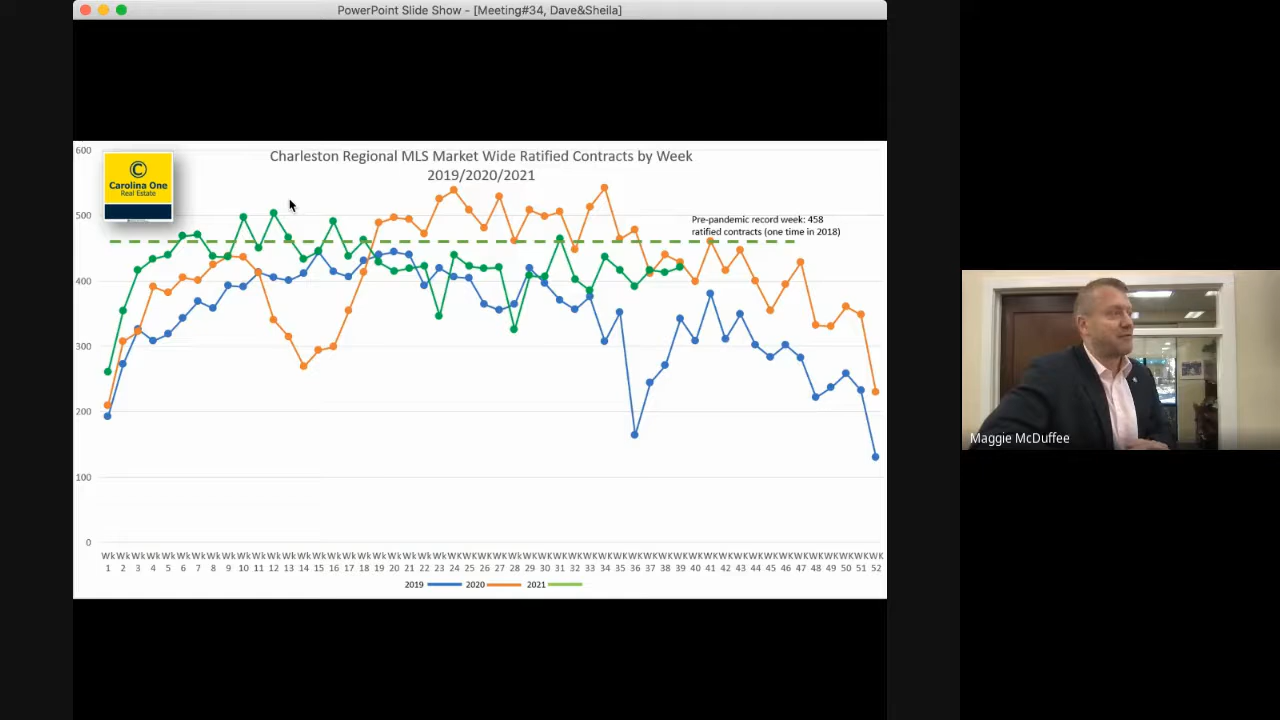 PowerPoint Slide Show - [Meeting#34, Dave&Sheila]
Charleston Regional MLS Market Wide Ratified Contracts by Week
2019/2020/2021
©
Carolina One
Real Estate
Pre-pandemic record week: 458
ratified contracts (one time in 2018)
600
500
400
300
200
100
0
Wk Wk Wk Wk Wk Wk Wk Wk Wk Wk Wk Wk Wk Wk Wk Wk Wk Wk Wk Wk Wk Wk Wk WK WK WK WK WK WK WK WK WK WK WK WK WK WK WK WK WK WK WK WK WK WK WK WK WK WK WK WK WK
1 2 3 4 5 6 7 8 9 10 11 12 13 14 15 16 17 18 19 20 21 22 23 24 25 26 27 28 29 30 31 32 33 34 35 36 37 38 39 40 41 42 43 44 45 46 47 48 49 50 51 52
2019 2020 2021
Maggie McDuffee